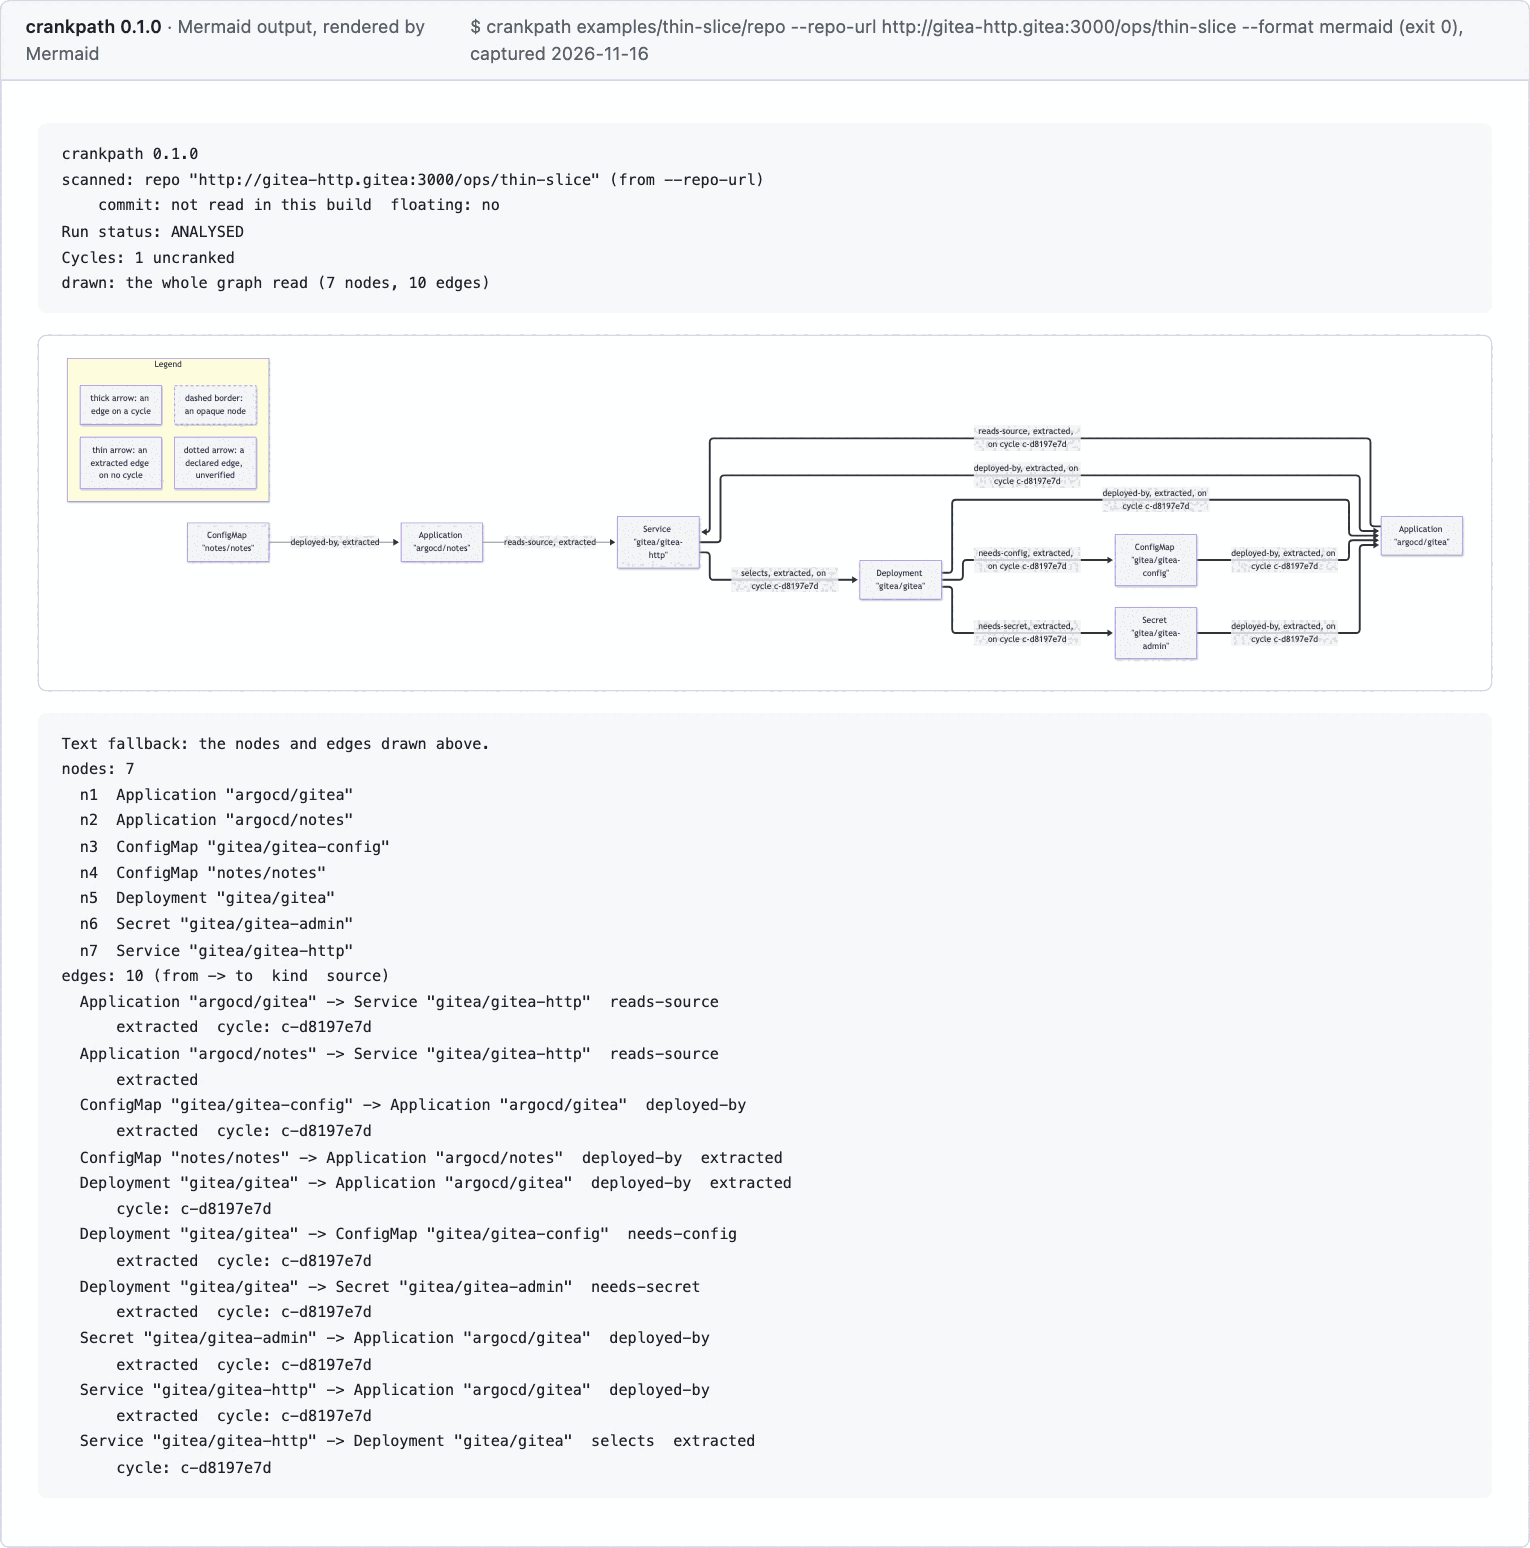 crankpath 0.1.0 · Mermaid output, rendered by
Mermaid
$ crankpath examples/thin-slice/repo --repo-url http://gitea-http.gitea:3000/ops/thin-slice --format mermaid (exit 0),
captured 2026-11-16
crankpath 0.1.0
scanned: repo "http://gitea-http.gitea:3000/ops/thin-slice" (from --repo-url)
commit: not read in this build  floating: no
Run status: ANALYSED
Cycles: 1 uncranked
drawn: the whole graph read (7 nodes, 10 edges)
Legend
thick arrow: an
edge on a cycle
dashed border:
an opaque node
thin arrow: an
extracted edge
on no cycle
dotted arrow: a
declared edge,
unverified
ConfigMap
"notes/notes"
deployed-by, extracted
Application
"argocd/notes"
reads-source, extracted
Service
"gitea/gitea-
http"
selects, extracted, on
cycle c-d8197e7d
Deployment
"gitea/gitea"
reads-source, extracted,
on cycle c-d8197e7d
deployed-by, extracted, on
cycle c-d8197e7d
deployed-by, extracted, on
cycle c-d8197e7d
needs-config, extracted,
on cycle c-d8197e7d
ConfigMap
"gitea/gitea-
config"
deployed-by, extracted, on
cycle c-d8197e7d
needs-secret, extracted,
on cycle c-d8197e7d
Secret
"gitea/gitea-
admin"
deployed-by, extracted, on
cycle c-d8197e7d
Application
"argocd/gitea"
Text fallback: the nodes and edges drawn above.
nodes: 7
n1  Application "argocd/gitea"
n2  Application "argocd/notes"
n3  ConfigMap "gitea/gitea-config"
n4  ConfigMap "notes/notes"
n5  Deployment "gitea/gitea"
n6  Secret "gitea/gitea-admin"
n7  Service "gitea/gitea-http"
edges: 10 (from -> to  kind  source)
Application "argocd/gitea" -> Service "gitea/gitea-http"  reads-source
extracted  cycle: c-d8197e7d
Application "argocd/notes" -> Service "gitea/gitea-http"  reads-source
extracted
ConfigMap "gitea/gitea-config" -> Application "argocd/gitea"  deployed-by
extracted  cycle: c-d8197e7d
ConfigMap "notes/notes" -> Application "argocd/notes"  deployed-by  extracted
Deployment "gitea/gitea" -> Application "argocd/gitea"  deployed-by  extracted
cycle: c-d8197e7d
Deployment "gitea/gitea" -> ConfigMap "gitea/gitea-config"  needs-config
extracted  cycle: c-d8197e7d
Deployment "gitea/gitea" -> Secret "gitea/gitea-admin"  needs-secret
extracted  cycle: c-d8197e7d
Secret "gitea/gitea-admin" -> Application "argocd/gitea"  deployed-by
extracted  cycle: c-d8197e7d
Service "gitea/gitea-http" -> Application "argocd/gitea"  deployed-by
extracted  cycle: c-d8197e7d
Service "gitea/gitea-http" -> Deployment "gitea/gitea"  selects  extracted
cycle: c-d8197e7d